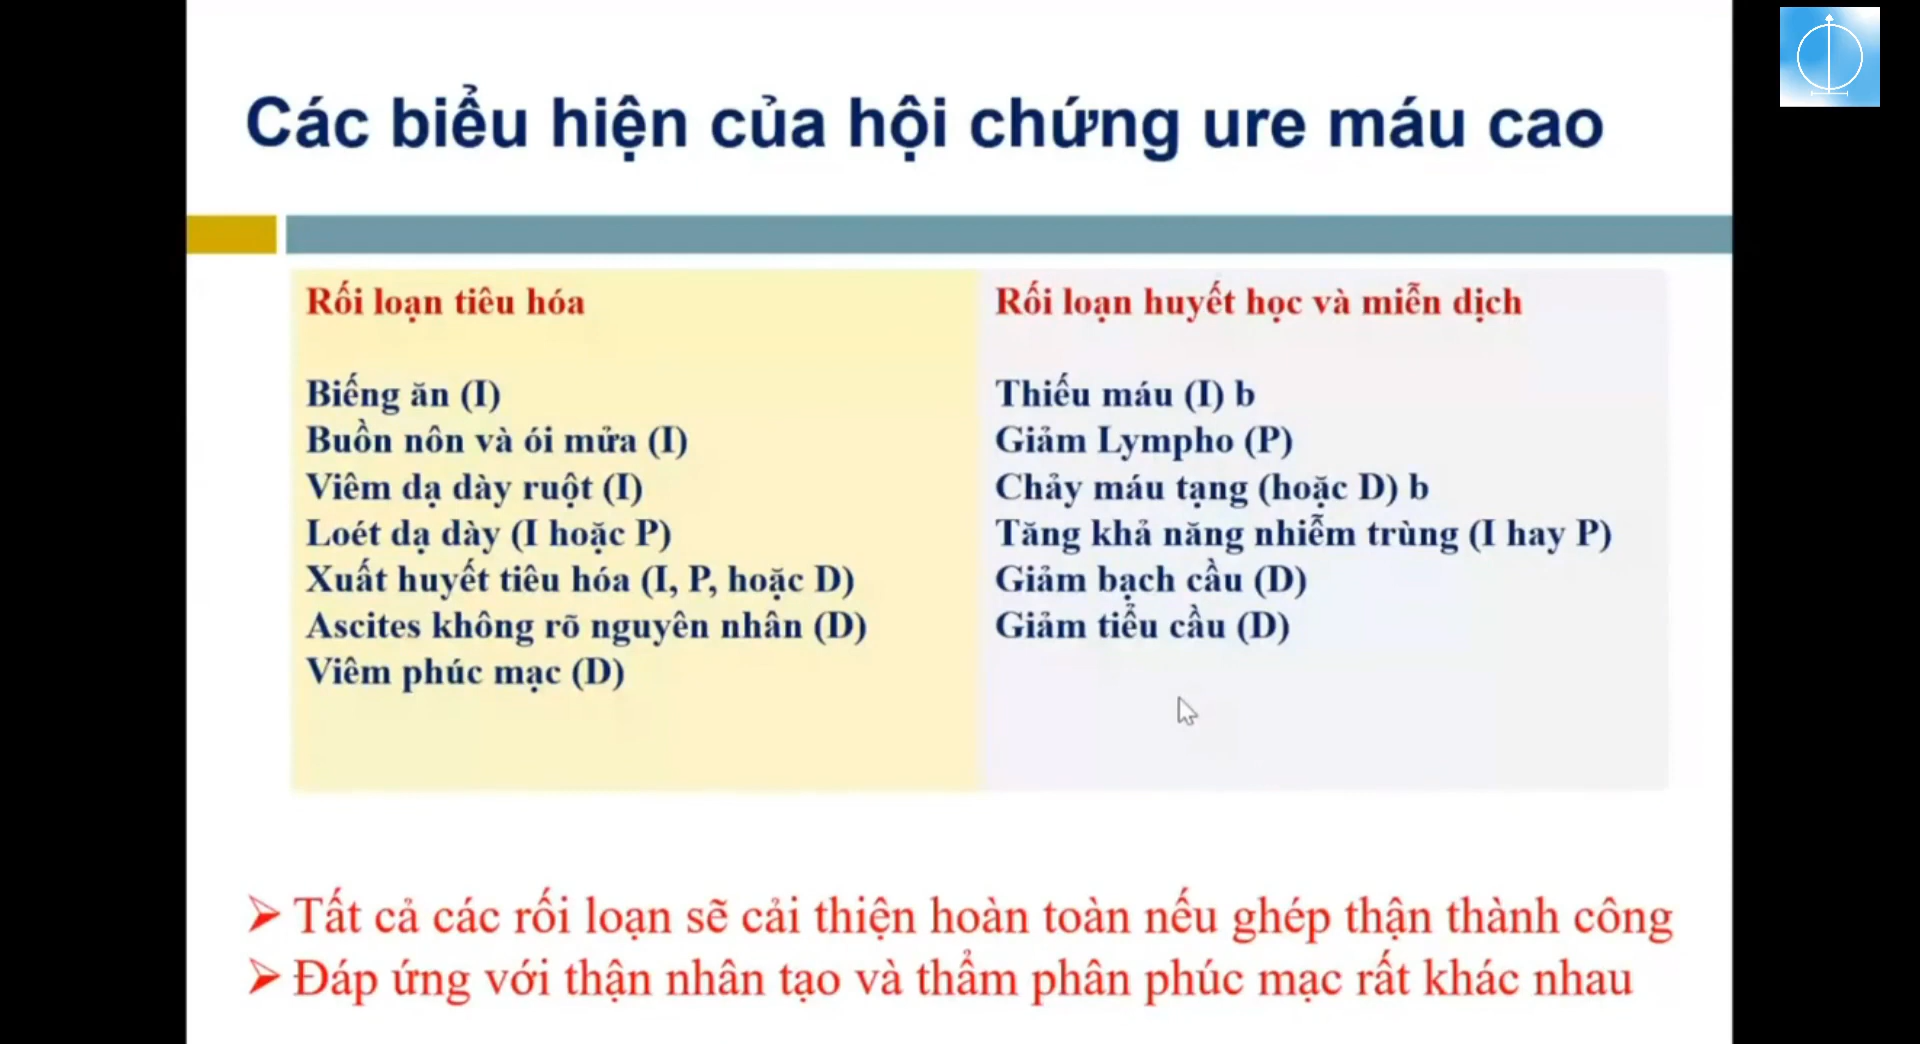 Các biểu hiện của hội chứng ure máu cao
Rối loạn tiêu hóa
Biếng ăn (I)
Buồn nôn và ói mửa (I)
Viêm dạ dày ruột (I)
Loét dạ dày (I hoặc P)
Xuất huyết tiêu hóa (I, P, hoặc D)
Ascites không rõ nguyên nhân (D)
Viêm phúc mạc (D)
Rối loạn huyết học và miễn dịch
Thiếu máu (I) b
Giảm Lympho (P)
Chảy máu tạng (hoặc D) b
Tăng khả năng nhiễm trùng (I hay P)
Giảm bạch cầu (D)
Giảm tiểu cầu (D)
Tất cả các rối loạn sẽ cải thiện hoàn toàn nếu ghép thận thành công
Đáp ứng với thận nhân tạo và thẩm phân phúc mạc rất khác nhau